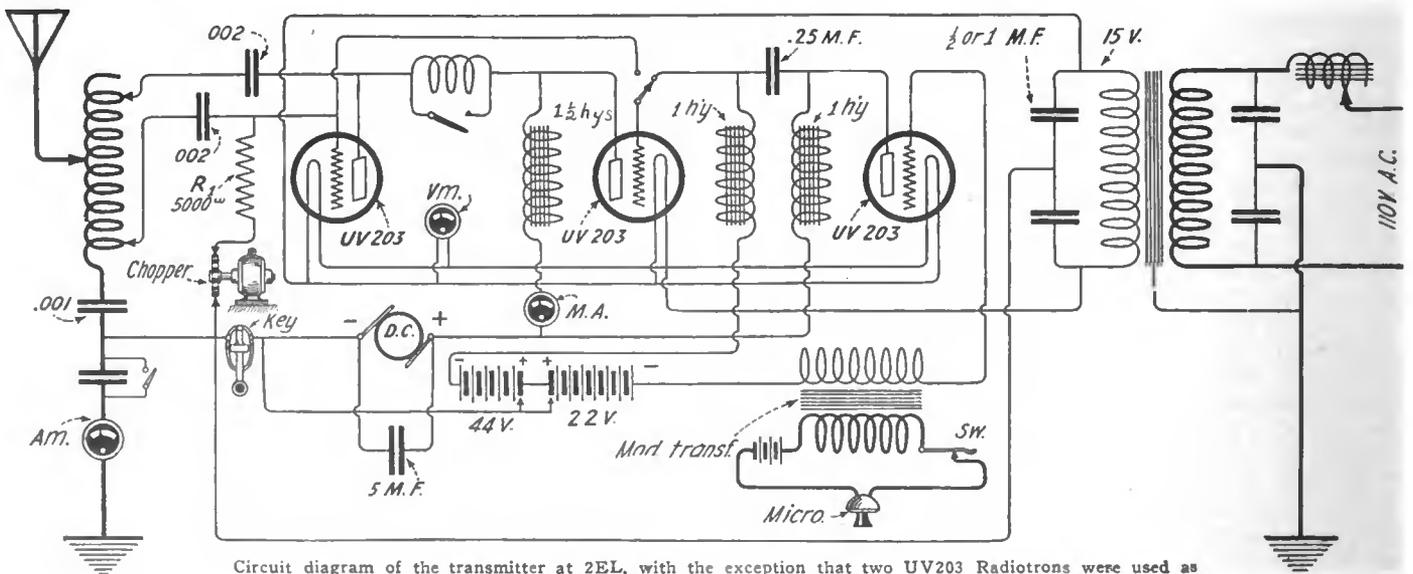 002
.25 M.F.
½ or 1 M.F.
15 V.
002
1½ hys
1 hy
1 hy
R1
5000ω
Vm.
UV 203
UV 203
UV 203
110V A.C.
Chopper
.001
Key
M.A.
- D.C. +
- + + -
44 V.
22 V.
Am.
Mod transf.
Sw.
5 M.F.
Micro.
Circuit diagram of the transmitter at 2EL, with the exception that two UV203 Radiotrons were used as